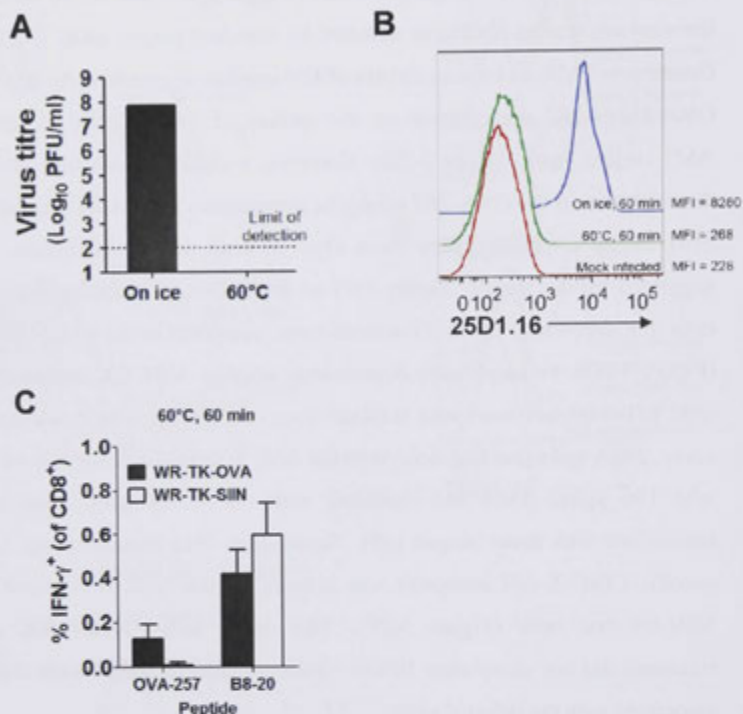 A
Virus titre
(Log10 PFU/ml)
9
8
7
6
5
4
3
2
1
Limit of
detection
On ice
60°C
B
On ice, 60 min
MFI = 8260
60°C, 60 min
MFI = 268
Mock infected
MFI = 228
0 10² 10³ 10⁴ 10⁵
25D1.16
C
60°C, 60 min
% IFN-γ⁺ (of CD8⁺)
1.0
0.8
0.6
0.4
0.2
0.0
WR-TK-OVA
WR-TK-SIIN
OVA-257
B8-20
Peptide